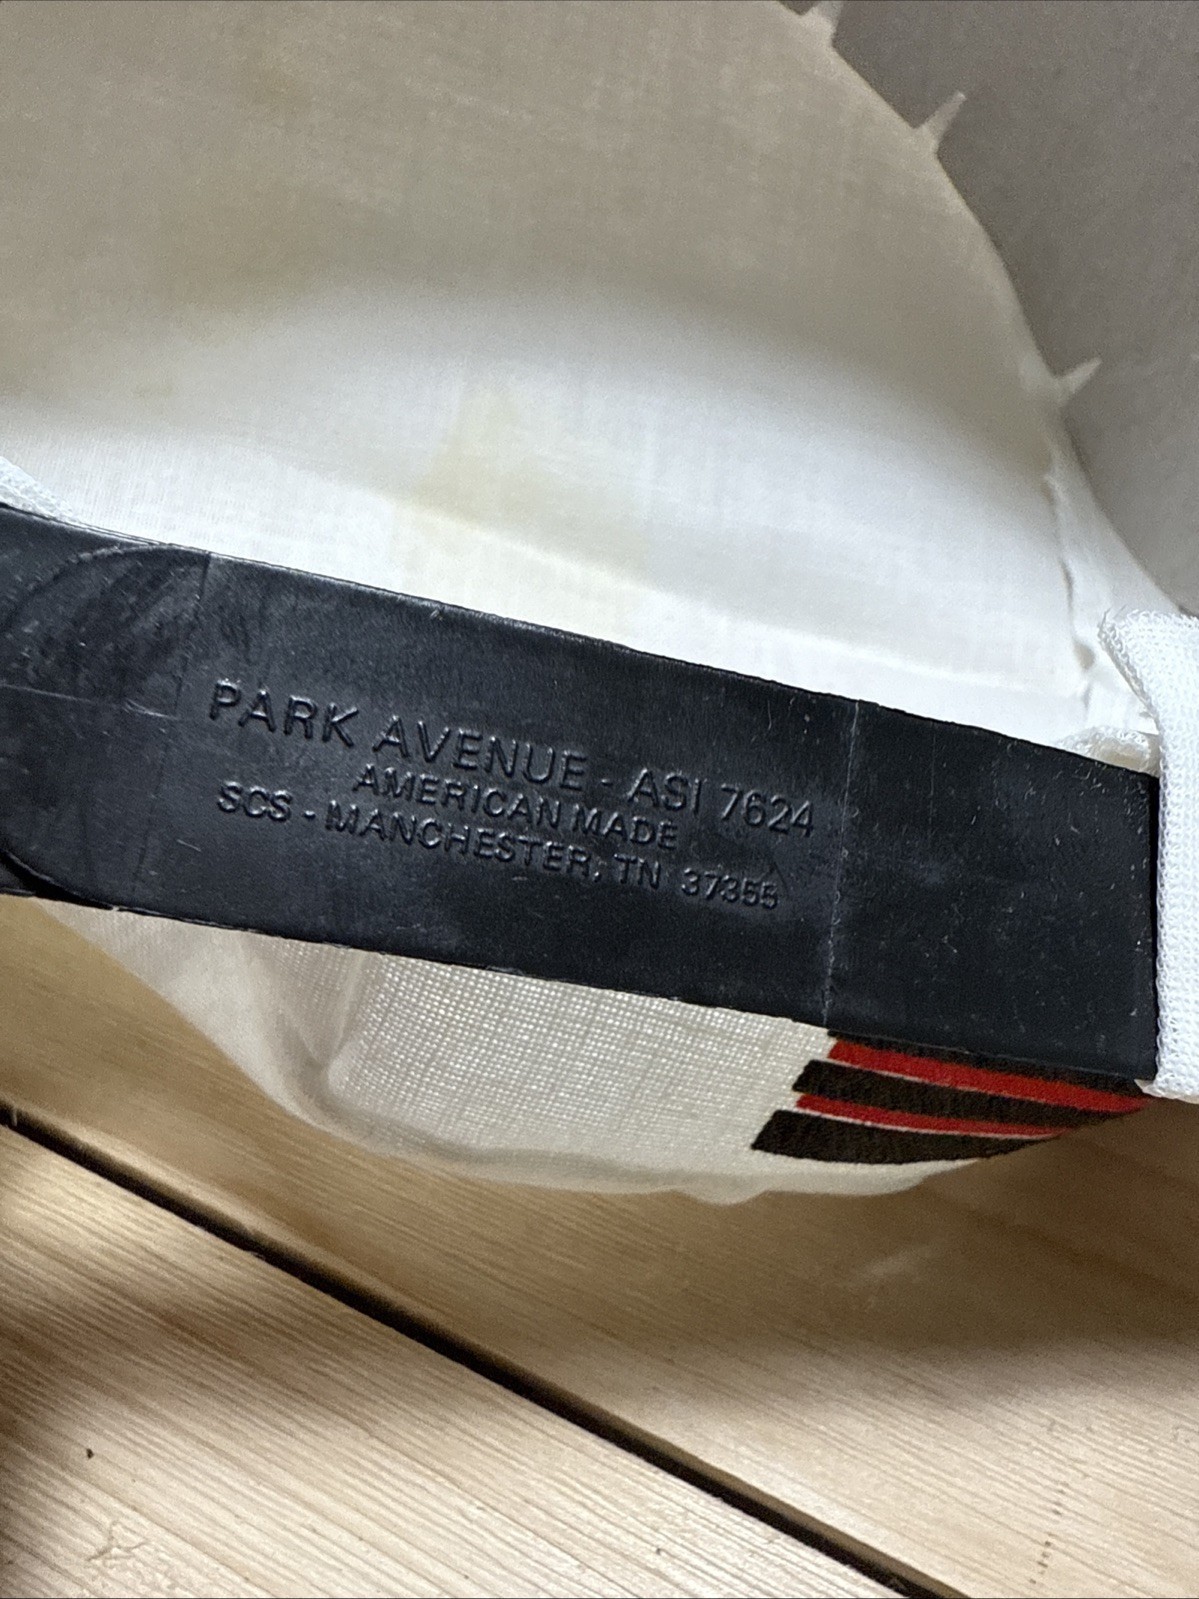 PARK AVENUE - ASI 7624
AMERICAN MADE
SCS - MANCHESTER, TN 37355